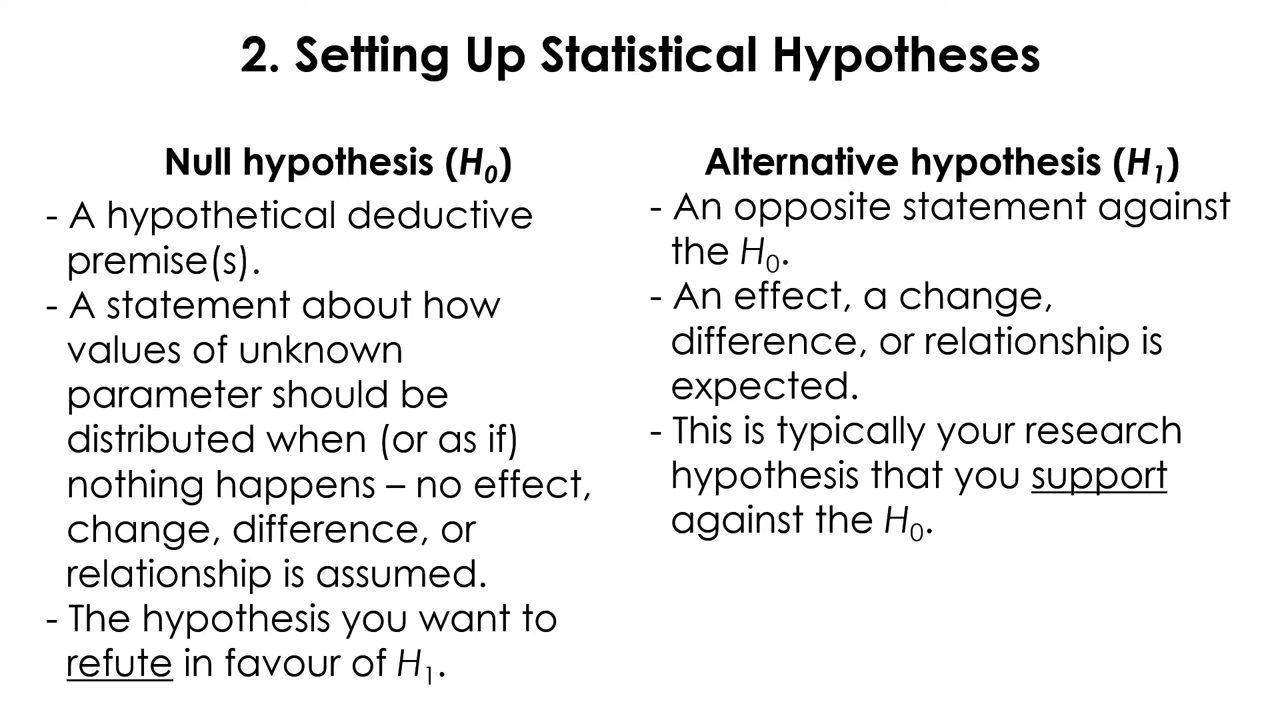 2. Setting Up Statistical Hypotheses
Null hypothesis (H0)
- A hypothetical deductive
premise(s).
- A statement about how
values of unknown
parameter should be
distributed when (or as if)
nothing happens – no effect,
change, difference, or
relationship is assumed.
- The hypothesis you want to
refute in favour of H1.
Alternative hypothesis (H1)
- An opposite statement against
the H0.
- An effect, a change,
difference, or relationship is
expected.
- This is typically your research
hypothesis that you support
against the H0.